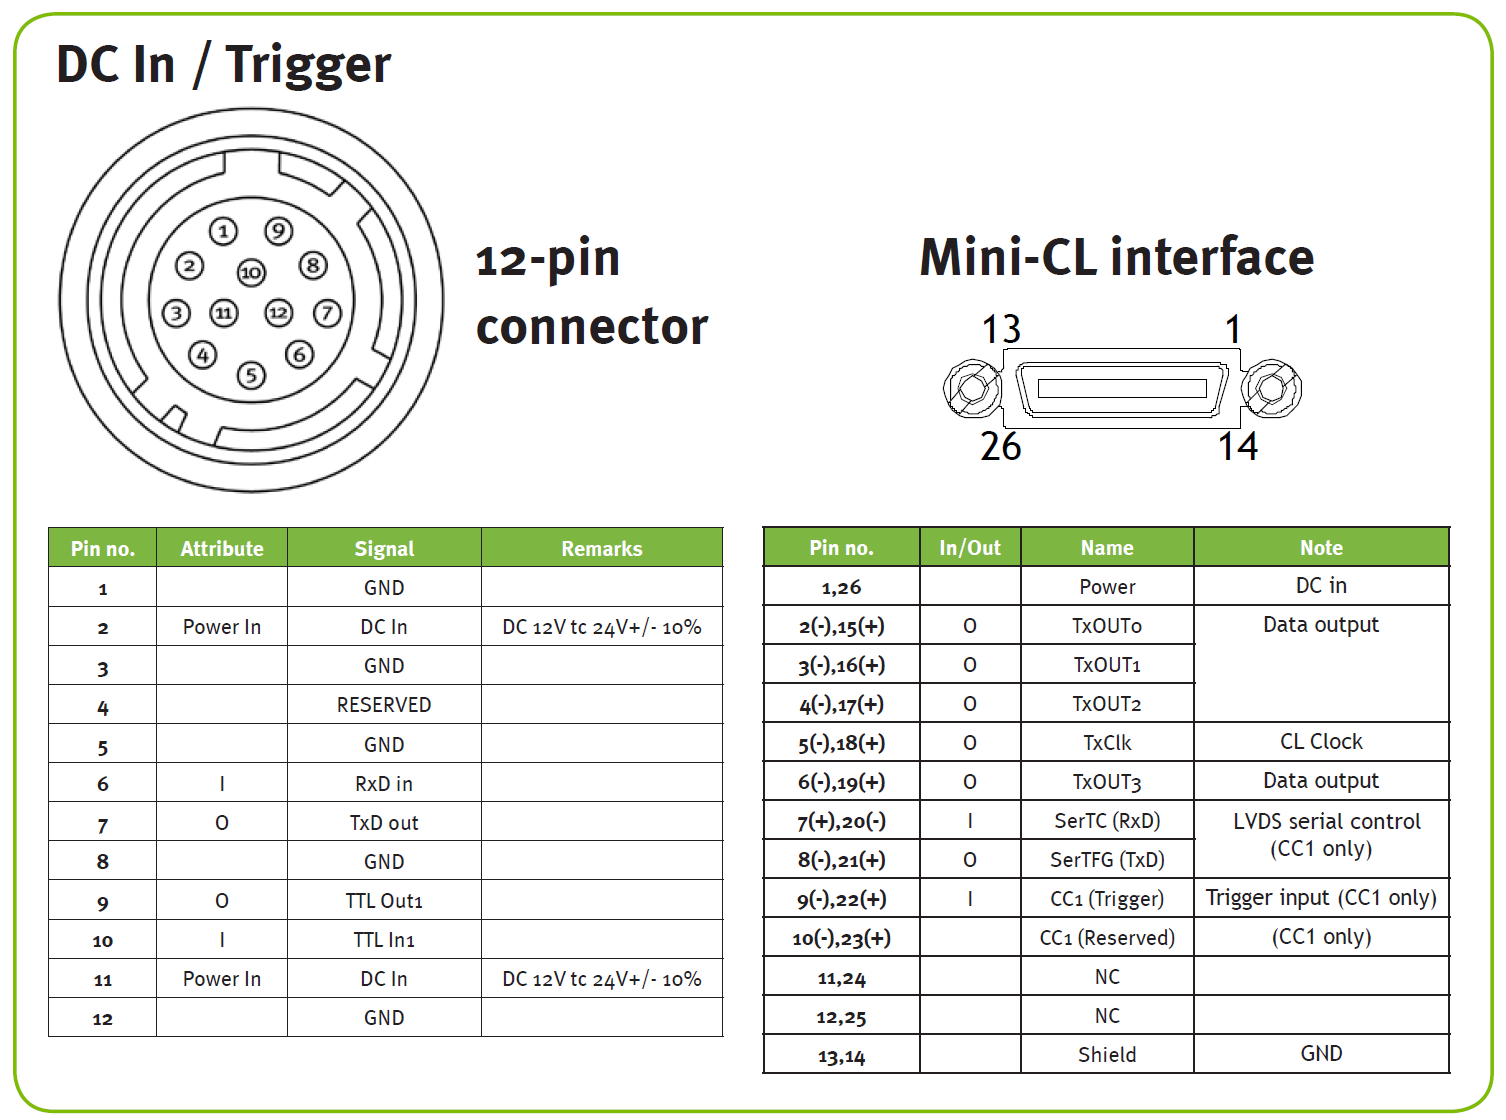 DC In / Trigger
1 9
2 10 8
3 11 12 7
4 6
5
12-pin
connector
Mini-CL interface
13 1
26 14
Pin no. Attribute Signal Remarks
1 GND
2 Power In DC In DC 12V tc 24V+/- 10%
3 GND
4 RESERVED
5 GND
6 I RxD in
7 O TxD out
8 GND
9 O TTL Out1
10 I TTL In1
11 Power In DC In DC 12V tc 24V+/- 10%
12 GND
Pin no. In/Out Name Note
1,26 Power DC in
2(-),15(+) O TxOUT0 Data output
3(-),16(+) O TxOUT1
4(-),17(+) O TxOUT2
5(-),18(+) O TxClk CL Clock
6(-),19(+) O TxOUT3 Data output
7(+),20(-) I SerTC (RxD) LVDS serial control
(CC1 only)
8(-),21(+) O SerTFG (TxD)
9(-),22(+) I CC1 (Trigger) Trigger input (CC1 only)
10(-),23(+) CC1 (Reserved) (CC1 only)
11,24 NC
12,25 NC
13,14 Shield GND